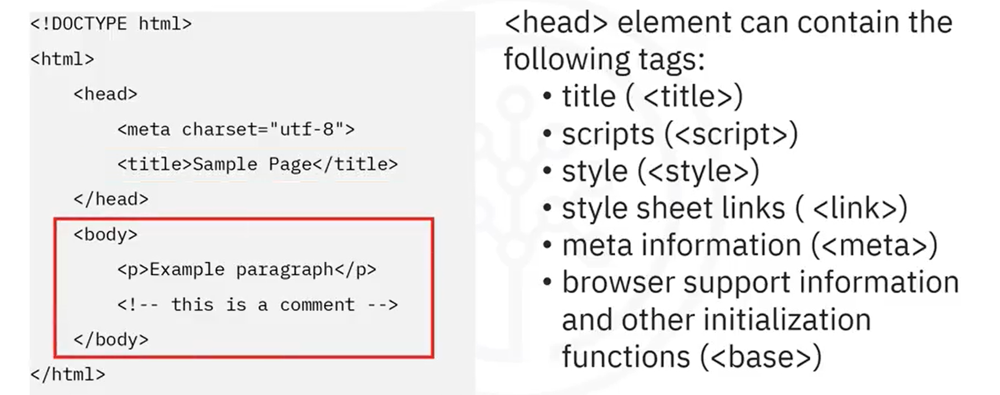 <!DOCTYPE html>
<html>
<head>
<meta charset="utf-8">
<title>Sample Page</title>
</head>
<body>
<p>Example paragraph</p>
<!-- this is a comment -->
</body>
</html>
<head> element can contain the
following tags:
• title ( <title>)
• scripts (<script>)
• style (<style>)
• style sheet links ( <link>)
• meta information (<meta>)
• browser support information
and other initialization
functions (<base>)